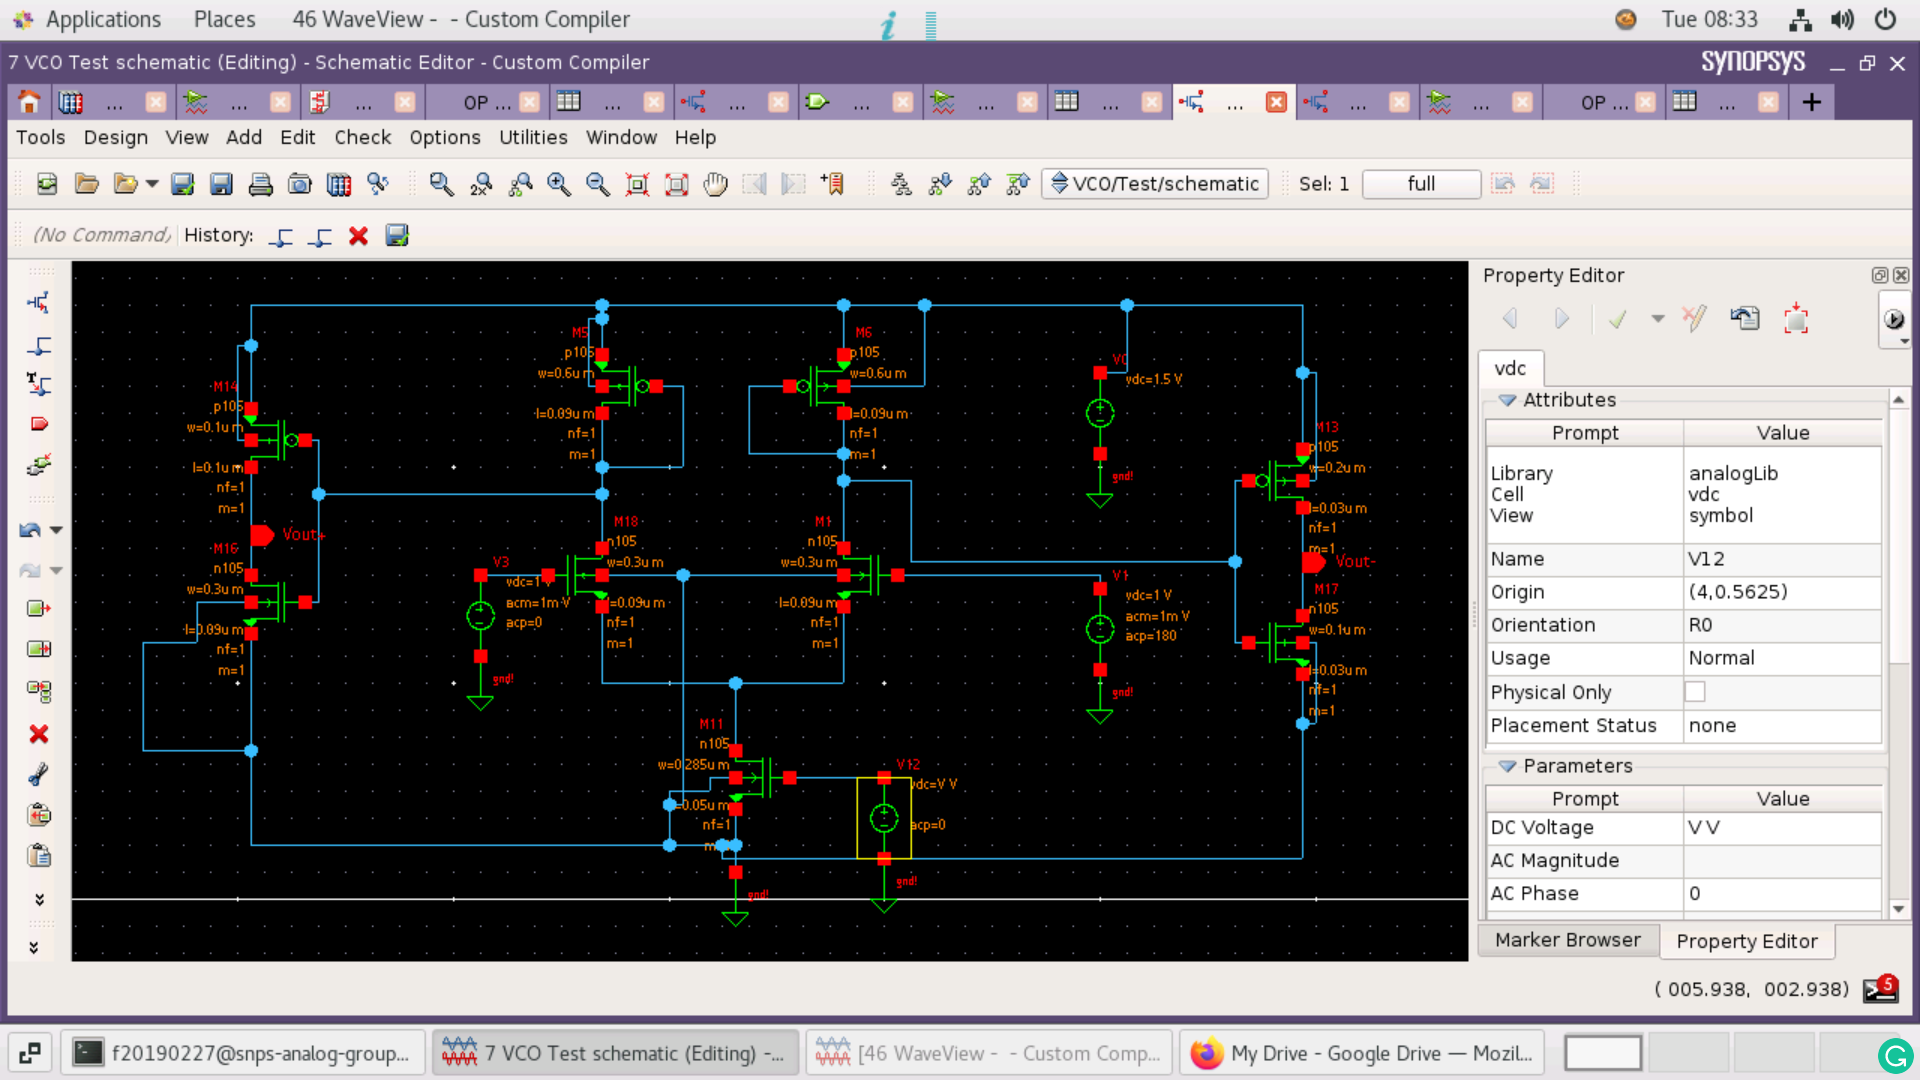 Applications Places 46 WaveView - - Custom Compiler Tue 08:33
7 VCO Test schematic (Editing) - Schematic Editor - Custom Compiler SYNOPSYS
... ... ... OP ... ... ... ... ... ... ... ... ... OP ... ...
Tools Design View Add Edit Check Options Utilities Window Help
2X VCO/Test/schematic Sel: 1 full
(No Command) History:
Property Editor
vdc
Attributes
Prompt Value
Library analogLib
Cell vdc
View symbol
Name V12
Origin (4,0.5625)
Orientation R0
Usage Normal
Physical Only
Placement Status none
Parameters
Prompt Value
DC Voltage V V
AC Magnitude
AC Phase 0
Marker Browser Property Editor
M14
p105
w=0.1u m
l=0.1u m
nf=1
m=1
Vout+
M16
n105
w=0.3u m
l=0.09u m
nf=1
m=1
M5
p105
w=0.6u m
l=0.09u m
nf=1
m=1
M6
p105
w=0.6u m
l=0.09u m
nf=1
m=1
V0
vdc=1.5 V
gnd!
M13
p105
w=0.2u m
l=0.03u m
nf=1
m=1
Vout-
M17
n105
w=0.1u m
l=0.03u m
nf=1
m=1
V3
vdc=1 V
acm=1m V
acp=0
gnd!
M18
n105
w=0.3u m
l=0.09u m
nf=1
m=1
M1
n105
w=0.3u m
l=0.09u m
nf=1
m=1
V1
vdc=1 V
acm=1m V
acp=180
gnd!
M11
n105
w=0.285u m
=0.05u m
nf=1
gnd!
V12
vdc=V V
acp=0
gnd!
( 005.938, 002.938) 5
f20190227@snps-analog-group... 7 VCO Test schematic (Editing) -... [46 WaveView - - Custom Comp... My Drive - Google Drive — Mozil...